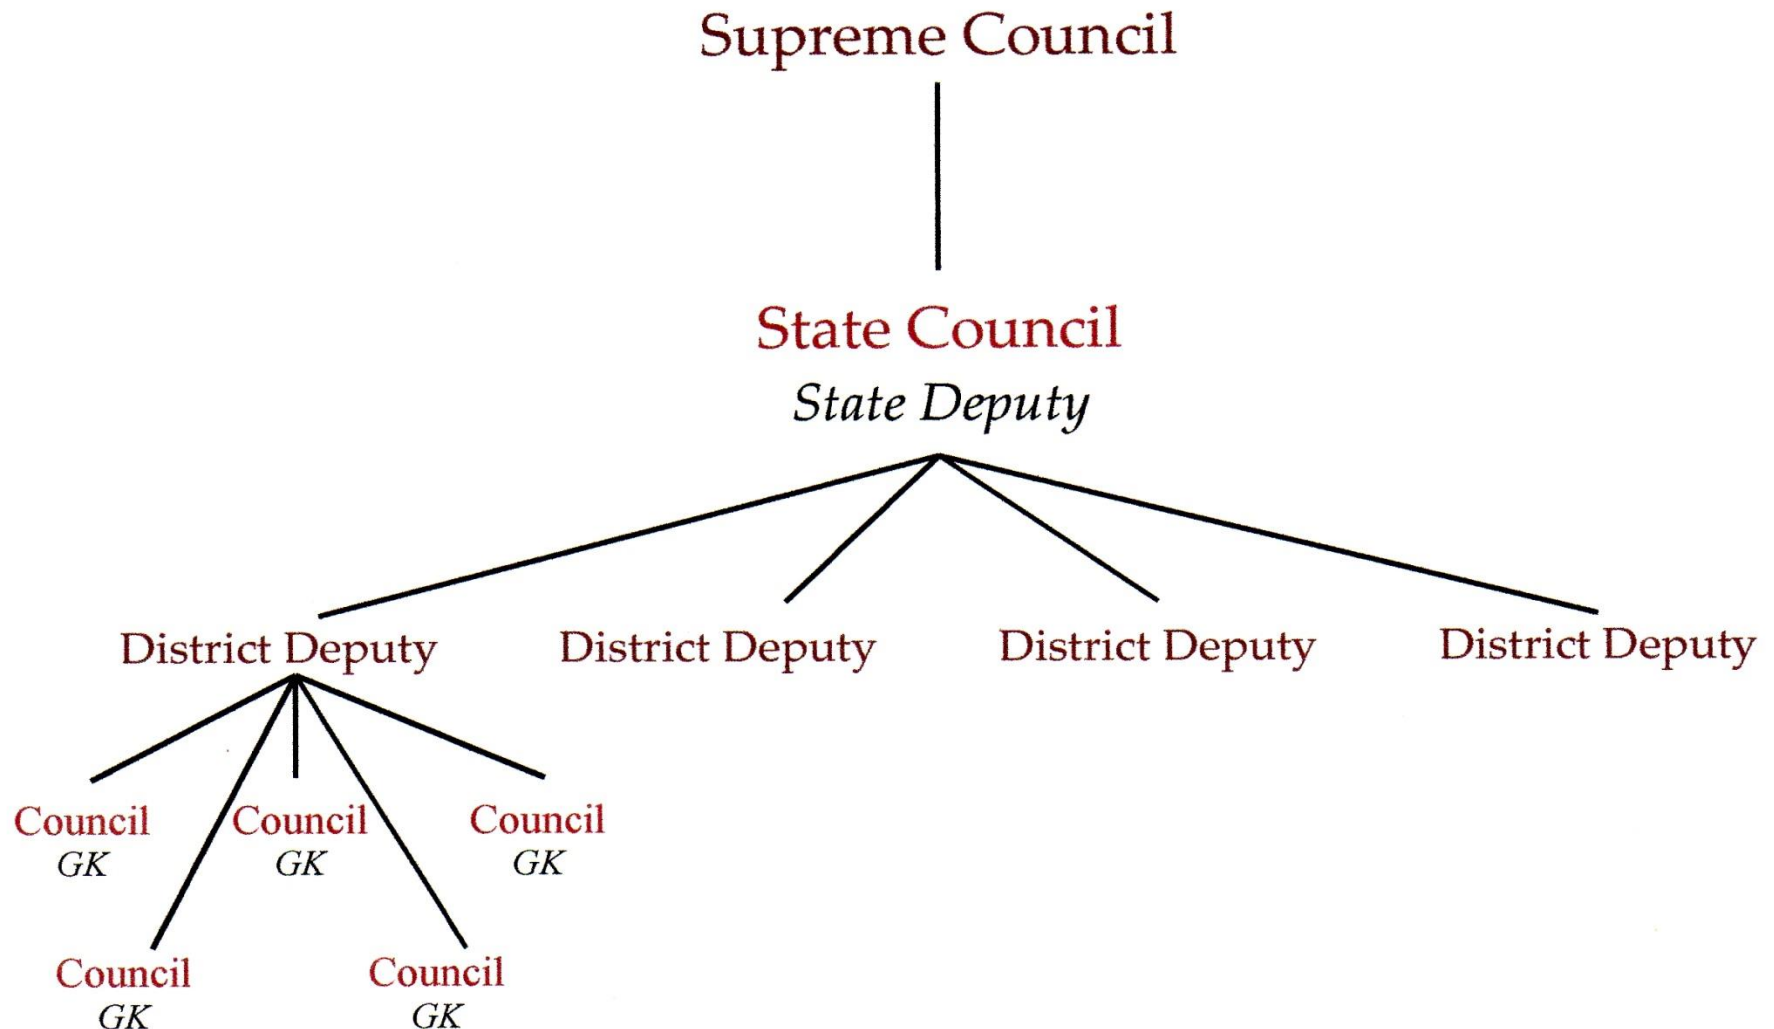 Supreme Council
State Council
State Deputy
District Deputy District Deputy District Deputy District Deputy
Council Council Council
GK GK GK
Council Council
GK GK